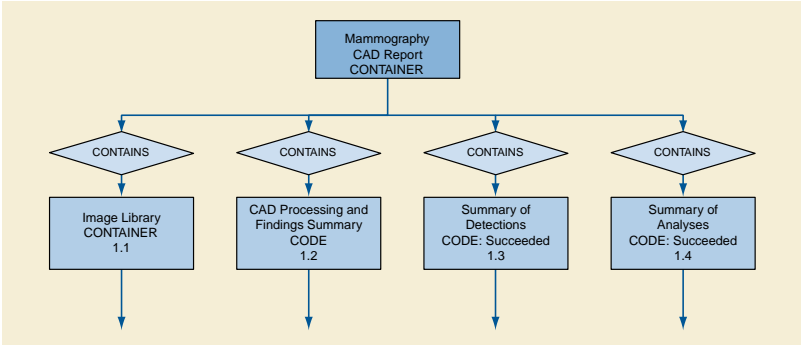 Mammography
CAD Report
CONTAINER
CONTAINS
CONTAINS
CONTAINS
CONTAINS
Image Library
CONTAINER
1.1
CAD Processing and
Findings Summary
CODE
1.2
Summary of
Detections
CODE: Succeeded
1.3
Summary of
Analyses
CODE: Succeeded
1.4